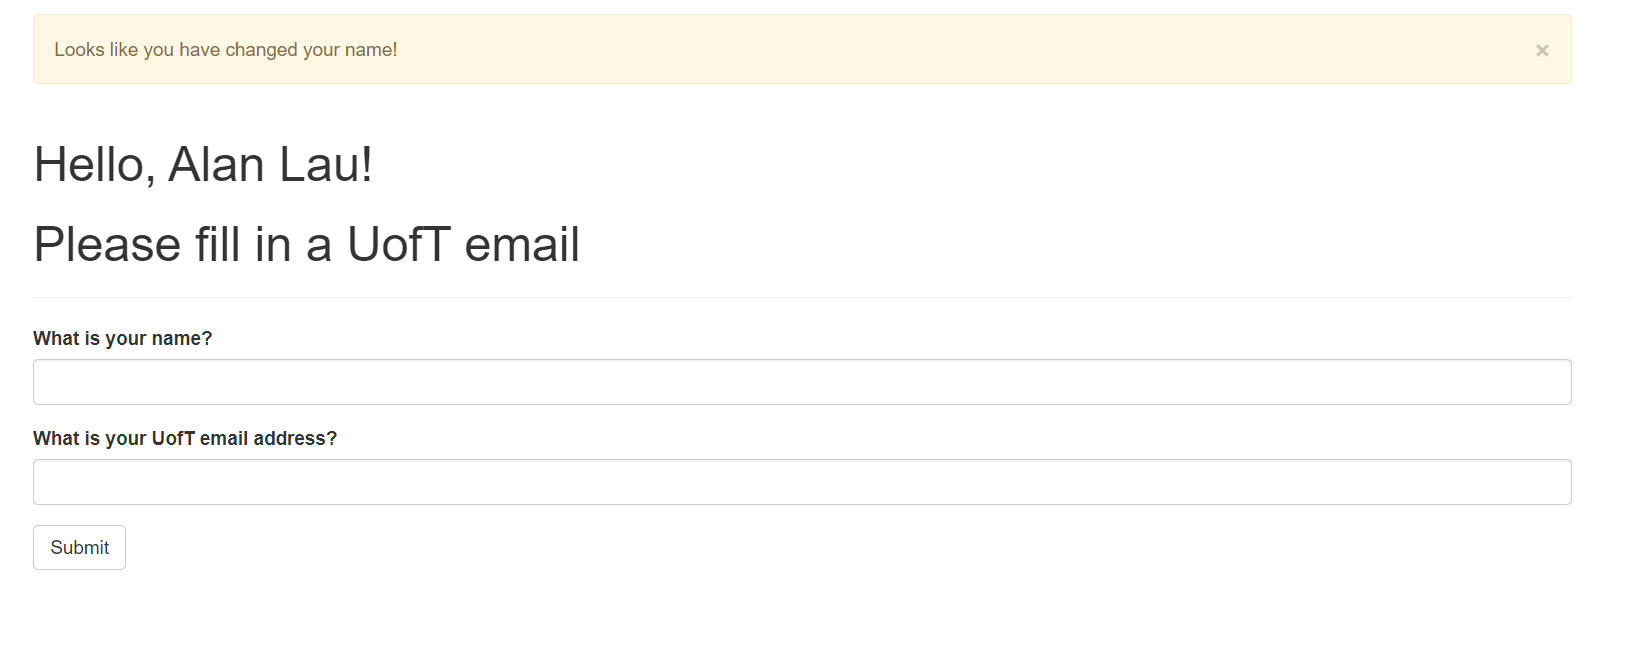 Looks like you have changed your name!
×
Hello, Alan Lau!
Please fill in a UofT email
What is your name?
What is your UofT email address?
Submit